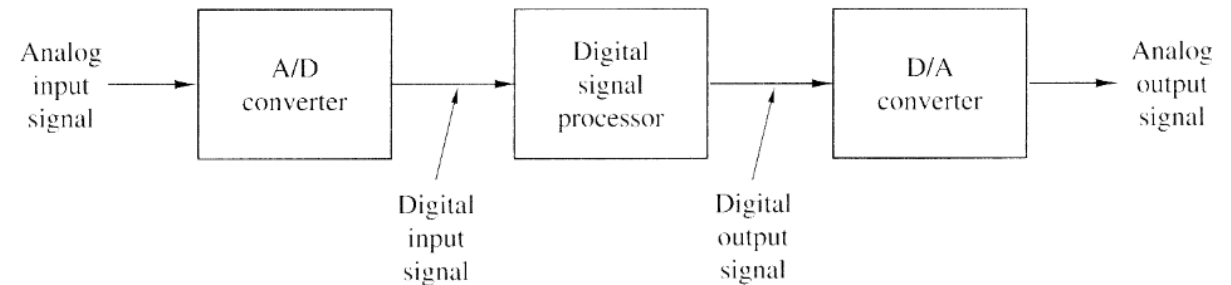 Analog
input
signal
A/D
converter
Digital
signal
processor
D/A
converter
Analog
output
signal
Digital
input
signal
Digital
output
signal